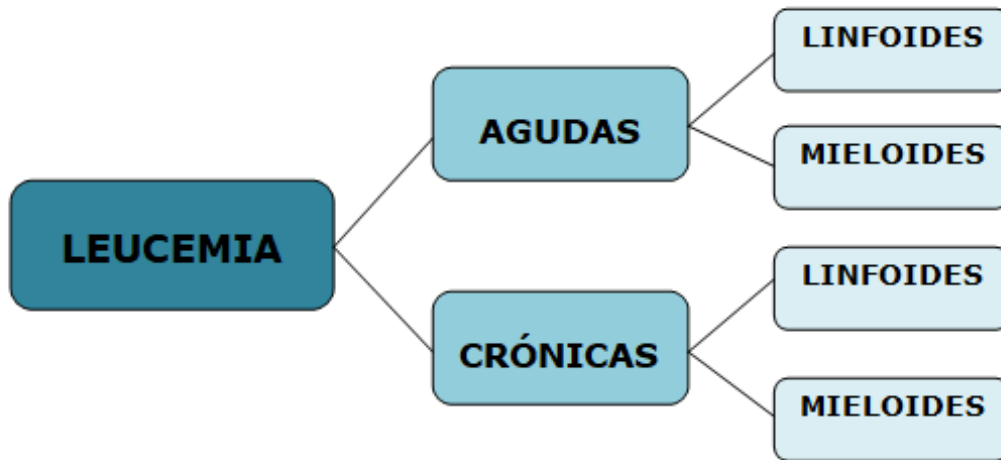 LEUCEMIA
AGUDAS
LINFOIDES
MIELOIDES
CRÓNICAS
LINFOIDES
MIELOIDES